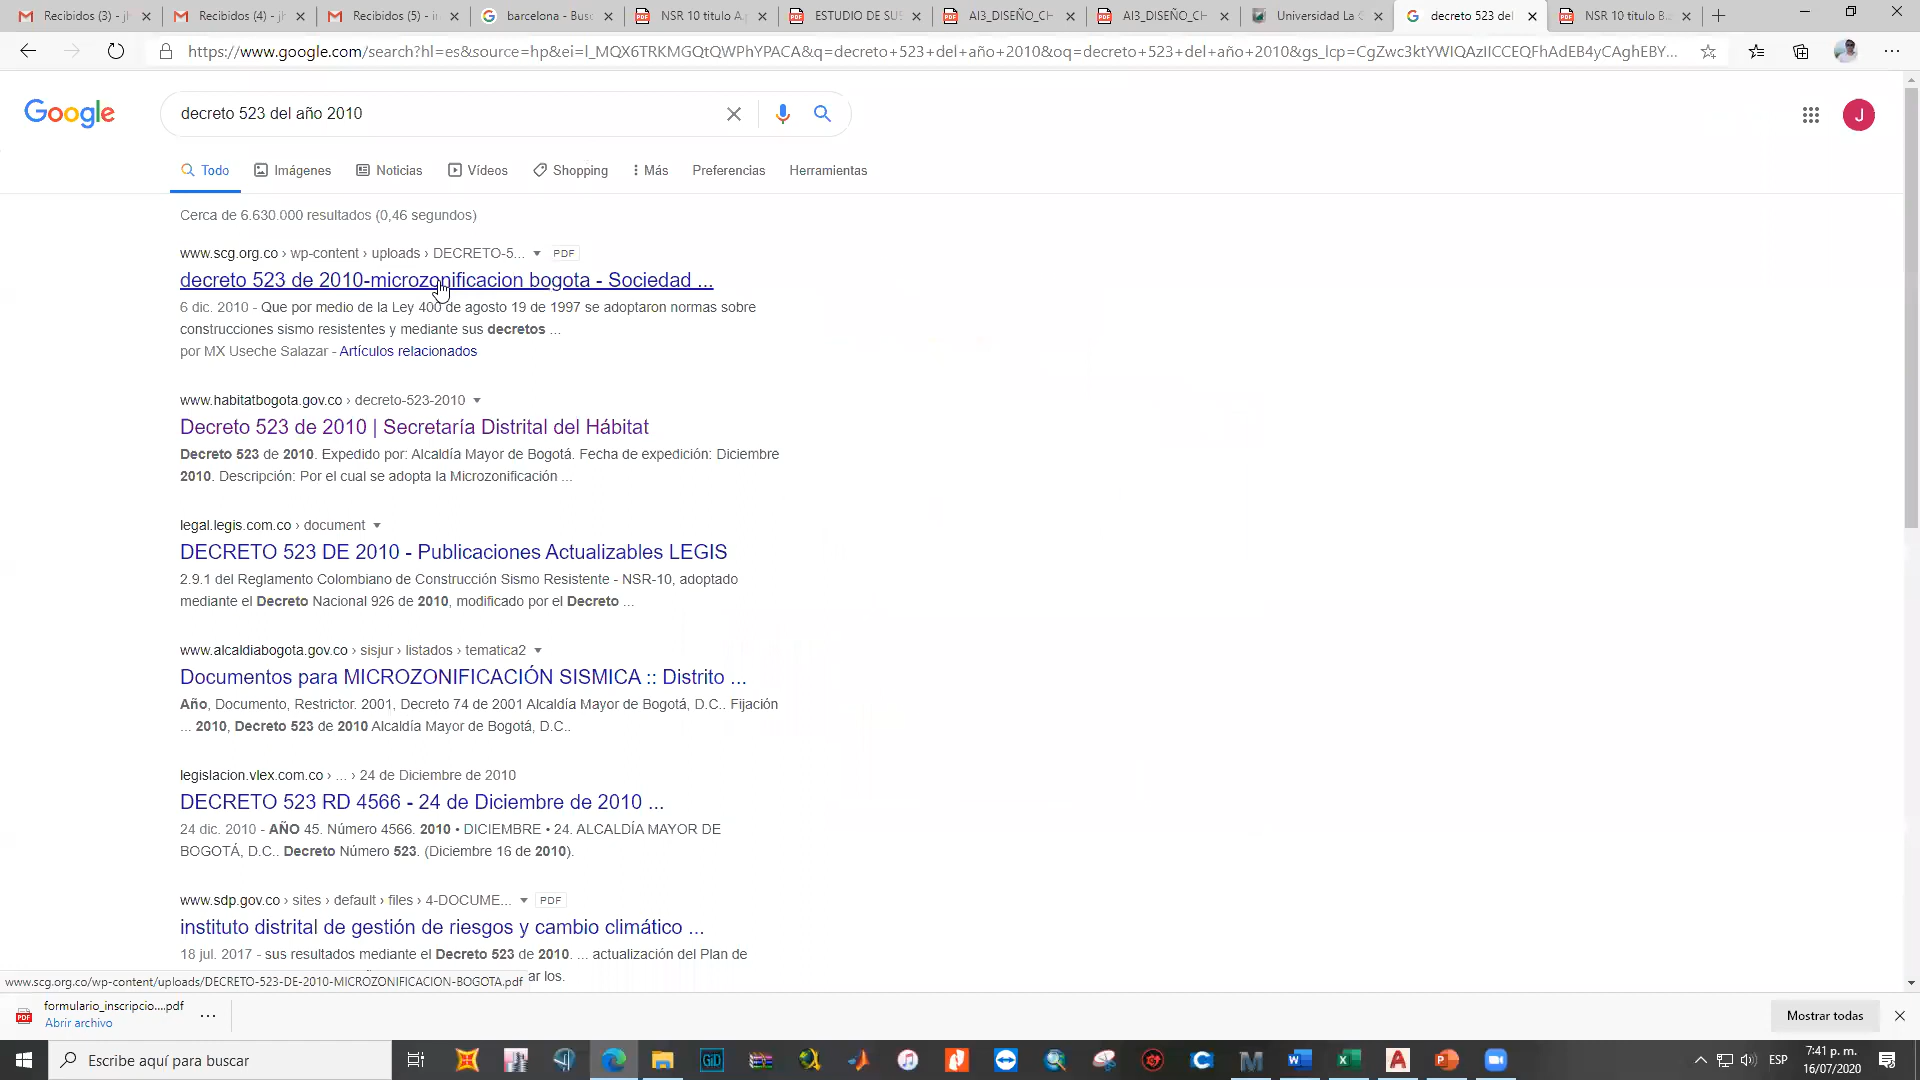 Recibidos (3) - jh
Recibidos (4) - jh
Recibidos (5) - in
barcelona - Busc
NSR 10 titulo A.p
ESTUDIO DE SUS
AI3_DISEÑO_CH
AI3_DISEÑO_CH
Universidad La G
decreto 523 del
NSR 10 titulo B.
https://www.google.com/search?hl=es&source=hp&ei=l_MQX6TRKMGQtQWPhYPACA&q=decreto+523+del+año+2010&oq=decreto+523+del+año+2010&gs_lcp=CgZwc3ktYWIQAzIICCEQFhAdEB4yCAghEBY...
Google
decreto 523 del año 2010
J
Todo
Imágenes
Noticias
Vídeos
Shopping
Más
Preferencias
Herramientas
Cerca de 6.630.000 resultados (0,46 segundos)
www.scg.org.co › wp-content › uploads › DECRETO-5... PDF
decreto 523 de 2010-microzonificacion bogota - Sociedad ...
6 dic. 2010 - Que por medio de la Ley 400 de agosto 19 de 1997 se adoptaron normas sobre
construcciones sismo resistentes y mediante sus decretos ...
por MX Useche Salazar - Artículos relacionados
www.habitatbogota.gov.co › decreto-523-2010
Decreto 523 de 2010 | Secretaría Distrital del Hábitat
Decreto 523 de 2010. Expedido por: Alcaldía Mayor de Bogotá. Fecha de expedición: Diciembre
2010. Descripción: Por el cual se adopta la Microzonificación ...
legal.legis.com.co › document
DECRETO 523 DE 2010 - Publicaciones Actualizables LEGIS
2.9.1 del Reglamento Colombiano de Construcción Sismo Resistente - NSR-10, adoptado
mediante el Decreto Nacional 926 de 2010, modificado por el Decreto ...
www.alcaldiabogota.gov.co › sisjur › listados › tematica2
Documentos para MICROZONIFICACIÓN SISMICA :: Distrito ...
Año, Documento, Restrictor. 2001, Decreto 74 de 2001 Alcaldía Mayor de Bogotá, D.C.. Fijación
... 2010, Decreto 523 de 2010 Alcaldía Mayor de Bogotá, D.C..
legislacion.vlex.com.co › ... › 24 de Diciembre de 2010
DECRETO 523 RD 4566 - 24 de Diciembre de 2010 ...
24 dic. 2010 - AÑO 45. Número 4566. 2010 • DICIEMBRE • 24. ALCALDÍA MAYOR DE
BOGOTÁ, D.C.. Decreto Número 523. (Diciembre 16 de 2010).
www.sdp.gov.co › sites › default › files › 4-DOCUME... PDF
instituto distrital de gestión de riesgos y cambio climático ...
18 jul. 2017 - sus resultados mediante el Decreto 523 de 2010. ... actualización del Plan de
ar los.
www.scg.org.co/wp-content/uploads/DECRETO-523-DE-2010-MICROZONIFICACION-BOGOTA.pdf
formulario_inscripcio....pdf
Abrir archivo
Mostrar todas
Escribe aquí para buscar
GiD
ESP
7:41 p. m.
16/07/2020